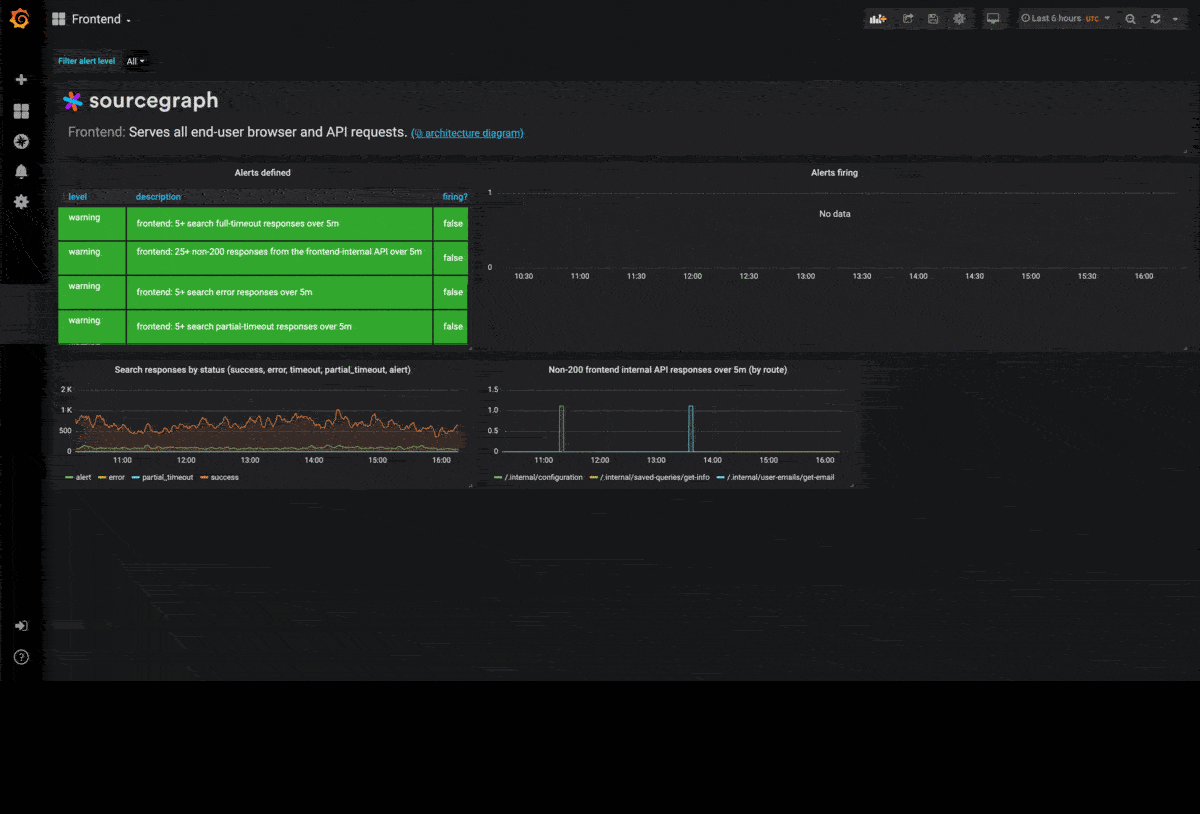 Frontend
Last 6 hours UTC
Filter alert level All
sourcegraph
Frontend: Serves all end-user browser and API requests. (architecture diagram)
Alerts defined
level description firing?
warning frontend: 5+ search full-timeout responses over 5m false
warning frontend: 25+ non-200 responses from the frontend-internal API over 5m false
warning frontend: 5+ search error responses over 5m false
warning frontend: 5+ search partial-timeout responses over 5m false
Alerts firing
1
No data
0
10:30 11:00 11:30 12:00 12:30 13:00 13:30 14:00 14:30 15:00 15:30 16:00
Search responses by status (success, error, timeout, partial_timeout, alert)
2 K
1 K
500
0
11:00 12:00 13:00 14:00 15:00 16:00
alert error partial_timeout success
Non-200 frontend internal API responses over 5m (by route)
1.5
1.0
0.5
0
11:00 12:00 13:00 14:00 15:00 16:00
/.internal/configuration /.internal/saved-queries/get-info /.internal/user-emails/get-email